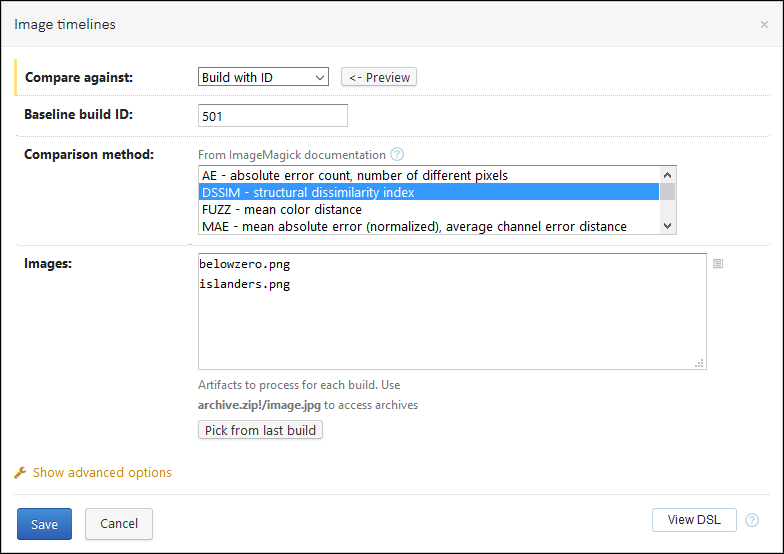 Image timelines
Compare against:
Build with ID
<- Preview
Baseline build ID:
501
Comparison method:
From ImageMagick documentation ?
AE - absolute error count, number of different pixels
DSSIM - structural dissimilarity index
FUZZ - mean color distance
MAE - mean absolute error (normalized), average channel error distance
Images:
belowzero.png
islanders.png
Artifacts to process for each build. Use
archive.zip!/image.jpg to access archives
Pick from last build
Show advanced options
Save
Cancel
View DSL
?